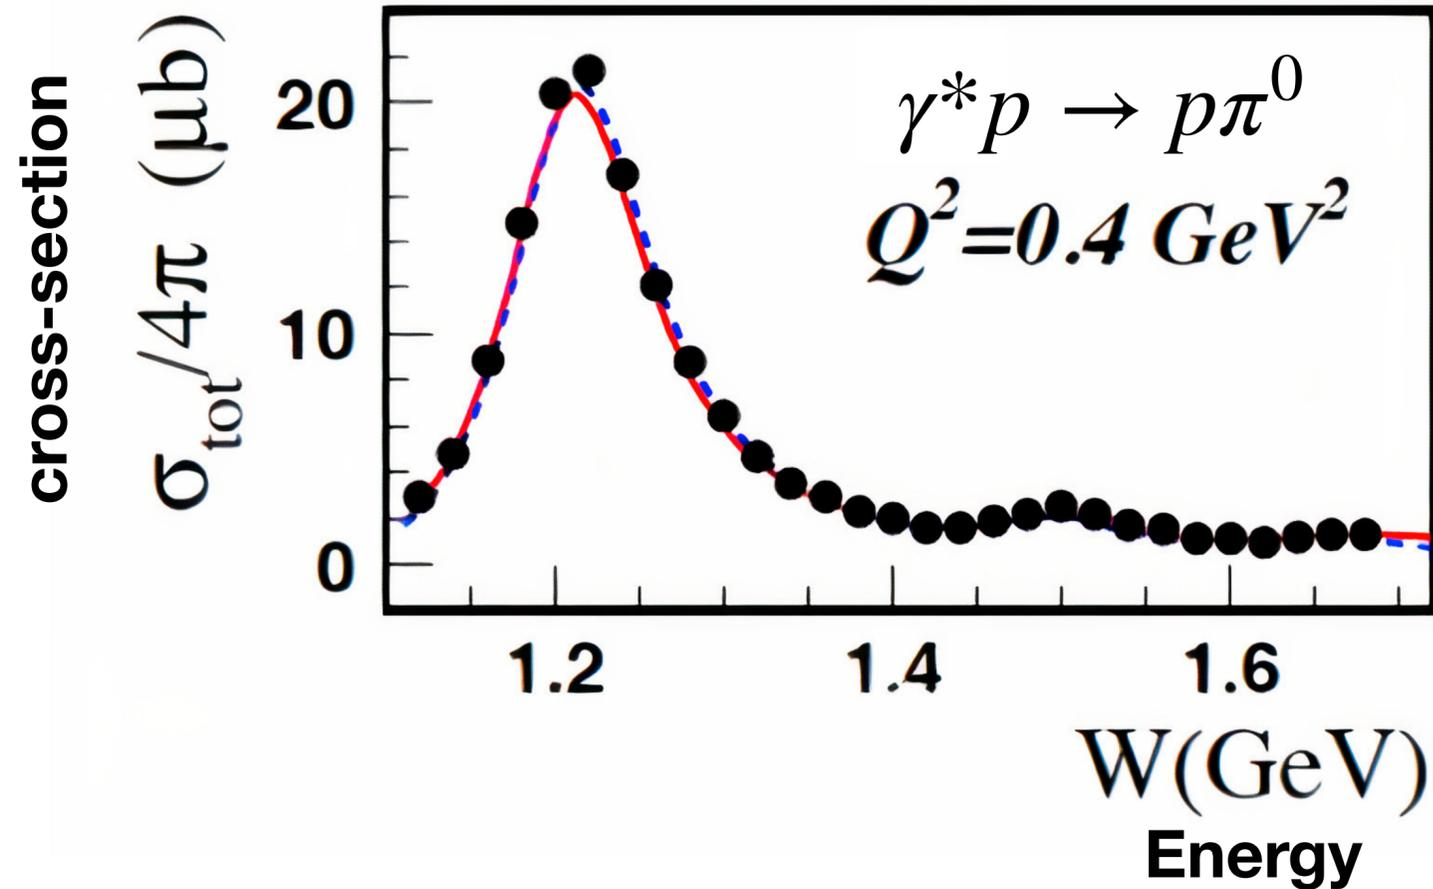 cross-section
σtot/4π (μb)
20
10
0
γ*p → pπ⁰
Q²=0.4 GeV²
1.2 1.4 1.6
W(GeV)
Energy